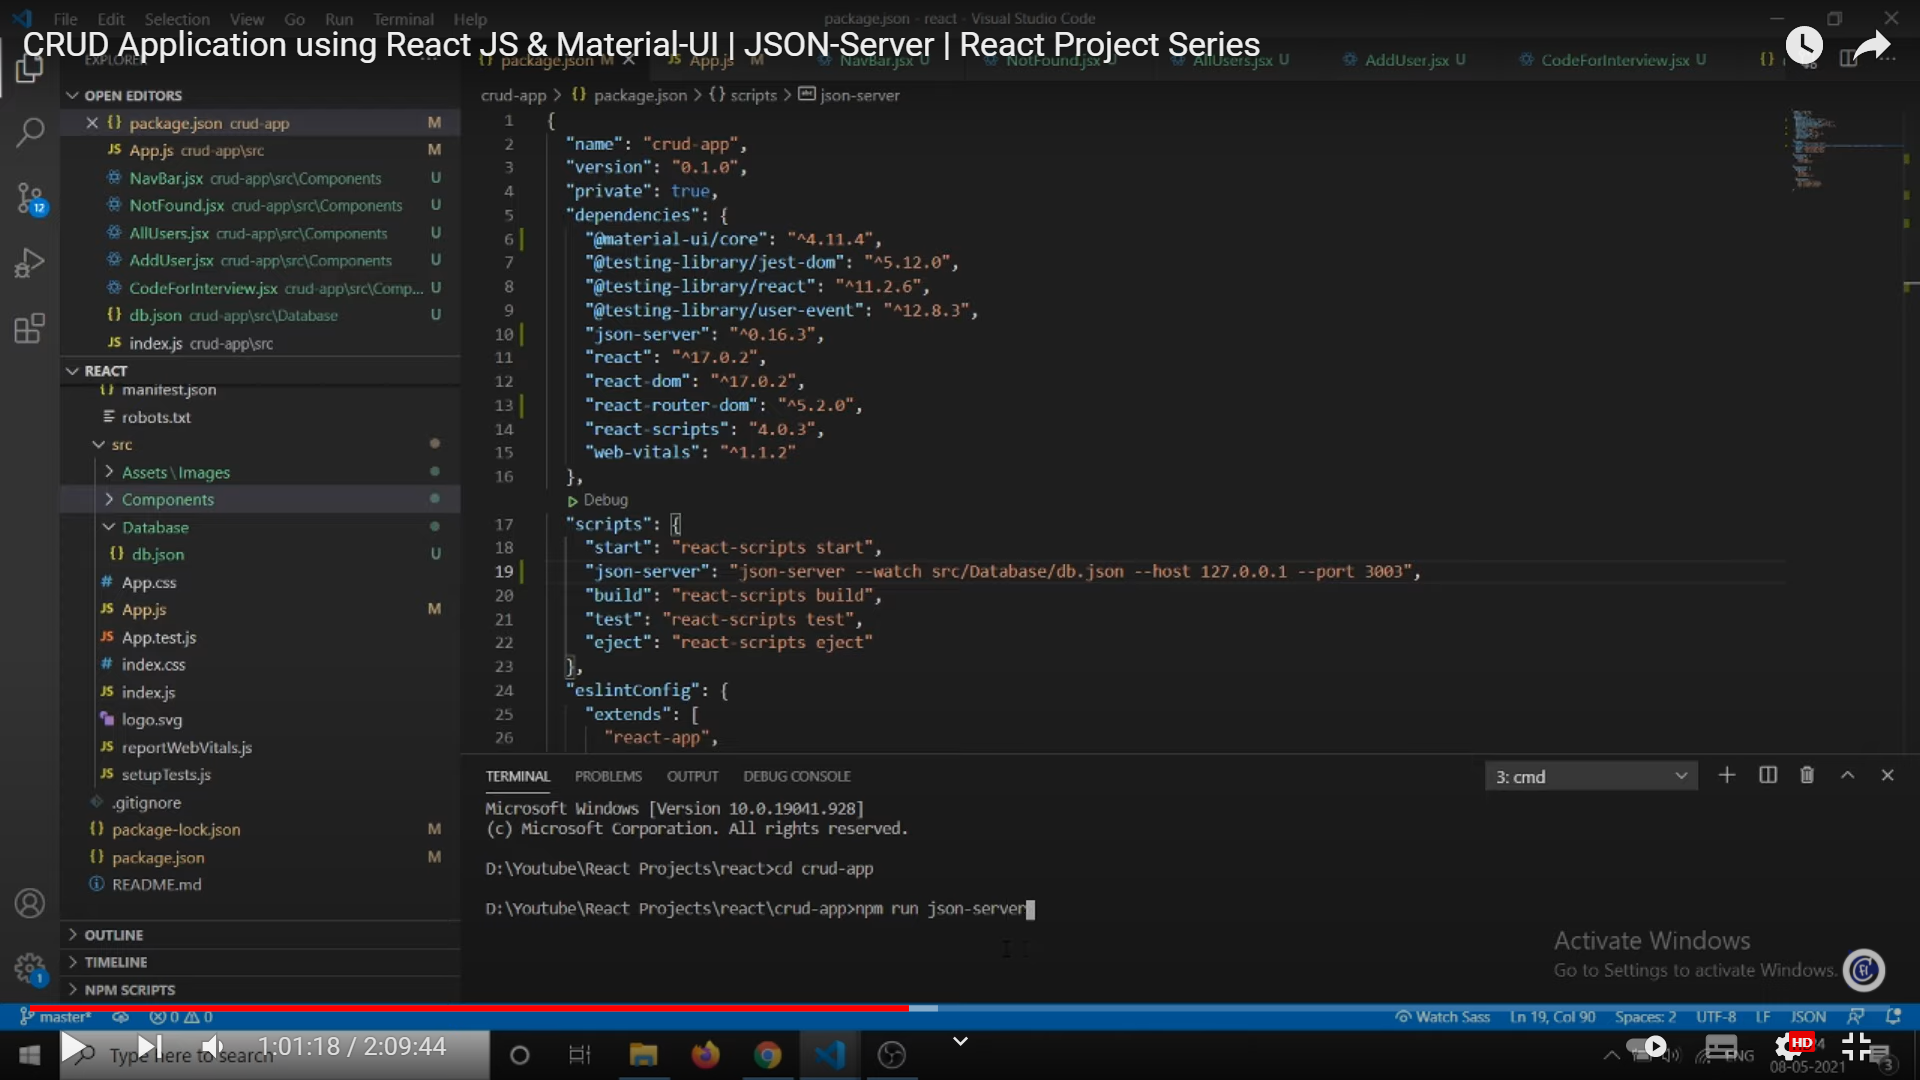 File Edit Selection View Go Run Terminal Help package.json - react - Visual Studio Code
CRUD Application using React JS & Material-UI | JSON-Server | React Project Series
EXPLORER
package.json M App.js M NavBar.jsx U NotFound.jsx U AllUsers.jsx U AddUser.jsx U CodeForInterview.jsx U
crud-app > {} package.json > {} scripts > json-server
OPEN EDITORS
{} package.json crud-app M
JS App.js crud-app\src M
NavBar.jsx crud-app\src\Components U
NotFound.jsx crud-app\src\Components U
AllUsers.jsx crud-app\src\Components U
AddUser.jsx crud-app\src\Components U
CodeForInterview.jsx crud-app\src\Comp... U
{} db.json crud-app\src\Database U
JS index.js crud-app\src
REACT
{} manifest.json
robots.txt
src
Assets\Images
Components
Database
{} db.json U
# App.css
JS App.js M
JS App.test.js
# index.css
JS index.js
logo.svg
JS reportWebVitals.js
JS setupTests.js
.gitignore
{} package-lock.json M
{} package.json M
README.md
OUTLINE
TIMELINE
NPM SCRIPTS
12
1
1 {
2 "name": "crud-app",
3 "version": "0.1.0",
4 "private": true,
5 "dependencies": {
6 "@material-ui/core": "^4.11.4",
7 "@testing-library/jest-dom": "^5.12.0",
8 "@testing-library/react": "^11.2.6",
9 "@testing-library/user-event": "^12.8.3",
10 "json-server": "^0.16.3",
11 "react": "^17.0.2",
12 "react-dom": "^17.0.2",
13 "react-router-dom": "^5.2.0",
14 "react-scripts": "4.0.3",
15 "web-vitals": "^1.1.2"
16 },
Debug
17 "scripts": {
18 "start": "react-scripts start",
19 "json-server": "json-server --watch src/Database/db.json --host 127.0.0.1 --port 3003",
20 "build": "react-scripts build",
21 "test": "react-scripts test",
22 "eject": "react-scripts eject"
23 },
24 "eslintConfig": {
25 "extends": [
26 "react-app",
TERMINAL PROBLEMS OUTPUT DEBUG CONSOLE 3: cmd
Microsoft Windows [Version 10.0.19041.928]
(c) Microsoft Corporation. All rights reserved.
D:\Youtube\React Projects\react>cd crud-app
D:\Youtube\React Projects\react\crud-app>npm run json-server
Activate Windows
Go to Settings to activate Windows.
master* 0 0 Watch Sass Ln 19, Col 90 Spaces: 2 UTF-8 LF JSON
Type here to search 1:01:18 / 2:09:44 HD ENG
08-05-2021 3